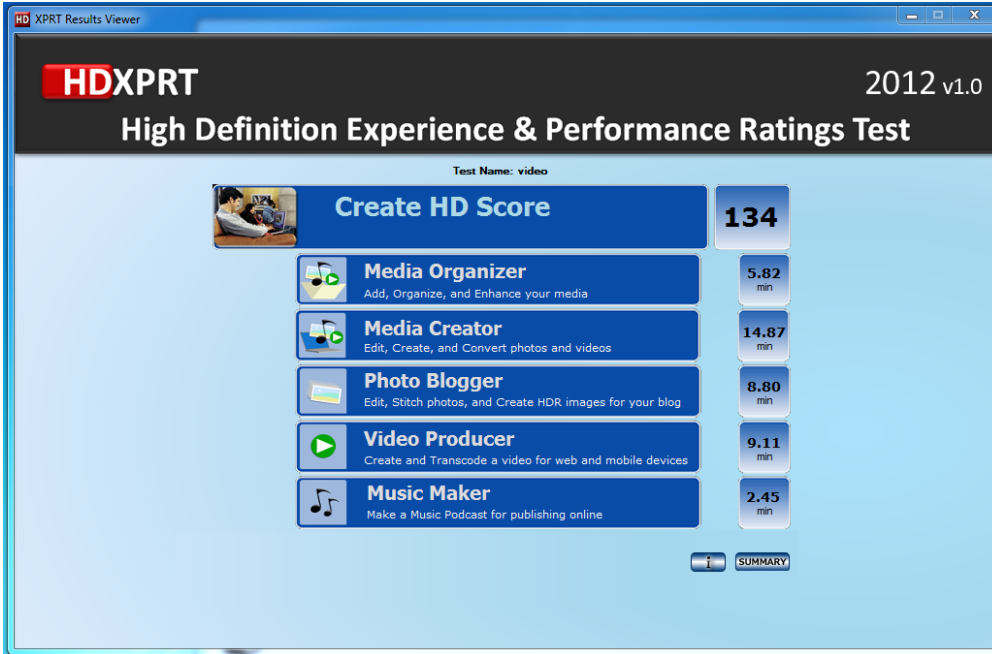 HD XPRT Results Viewer
HDXPRT
2012 v1.0
High Definition Experience & Performance Ratings Test
Test Name: video
Create HD Score
134
Media Organizer
Add, Organize, and Enhance your media
5.82
min
Media Creator
Edit, Create, and Convert photos and videos
14.87
min
Photo Blogger
Edit, Stitch photos, and Create HDR images for your blog
8.80
min
Video Producer
Create and Transcode a video for web and mobile devices
9.11
min
Music Maker
Make a Music Podcast for publishing online
2.45
min
i
SUMMARY